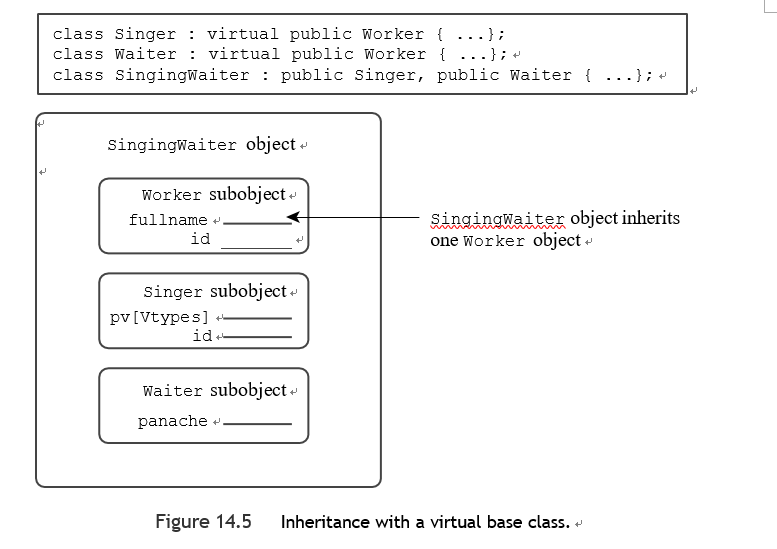 class Singer : virtual public Worker { ...};
class Waiter : virtual public Worker { ...};
class SingingWaiter : public Singer, public Waiter { ...};
SingingWaiter object
Worker subobject
fullname
id
SingingWaiter object inherits
one Worker object
Singer subobject
pv[Vtypes]
id
Waiter subobject
panache
Figure 14.5 Inheritance with a virtual base class.